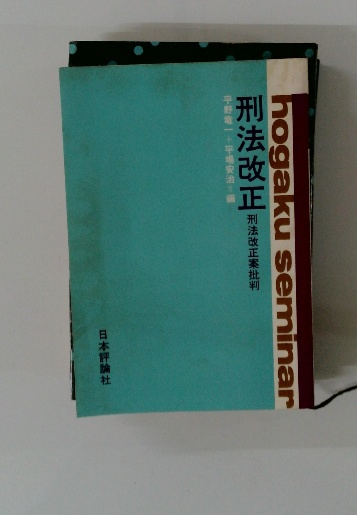 hogaku seminar
刑法改正
刑法改正案批判
平野竜一+平場安治=編
日本評論社